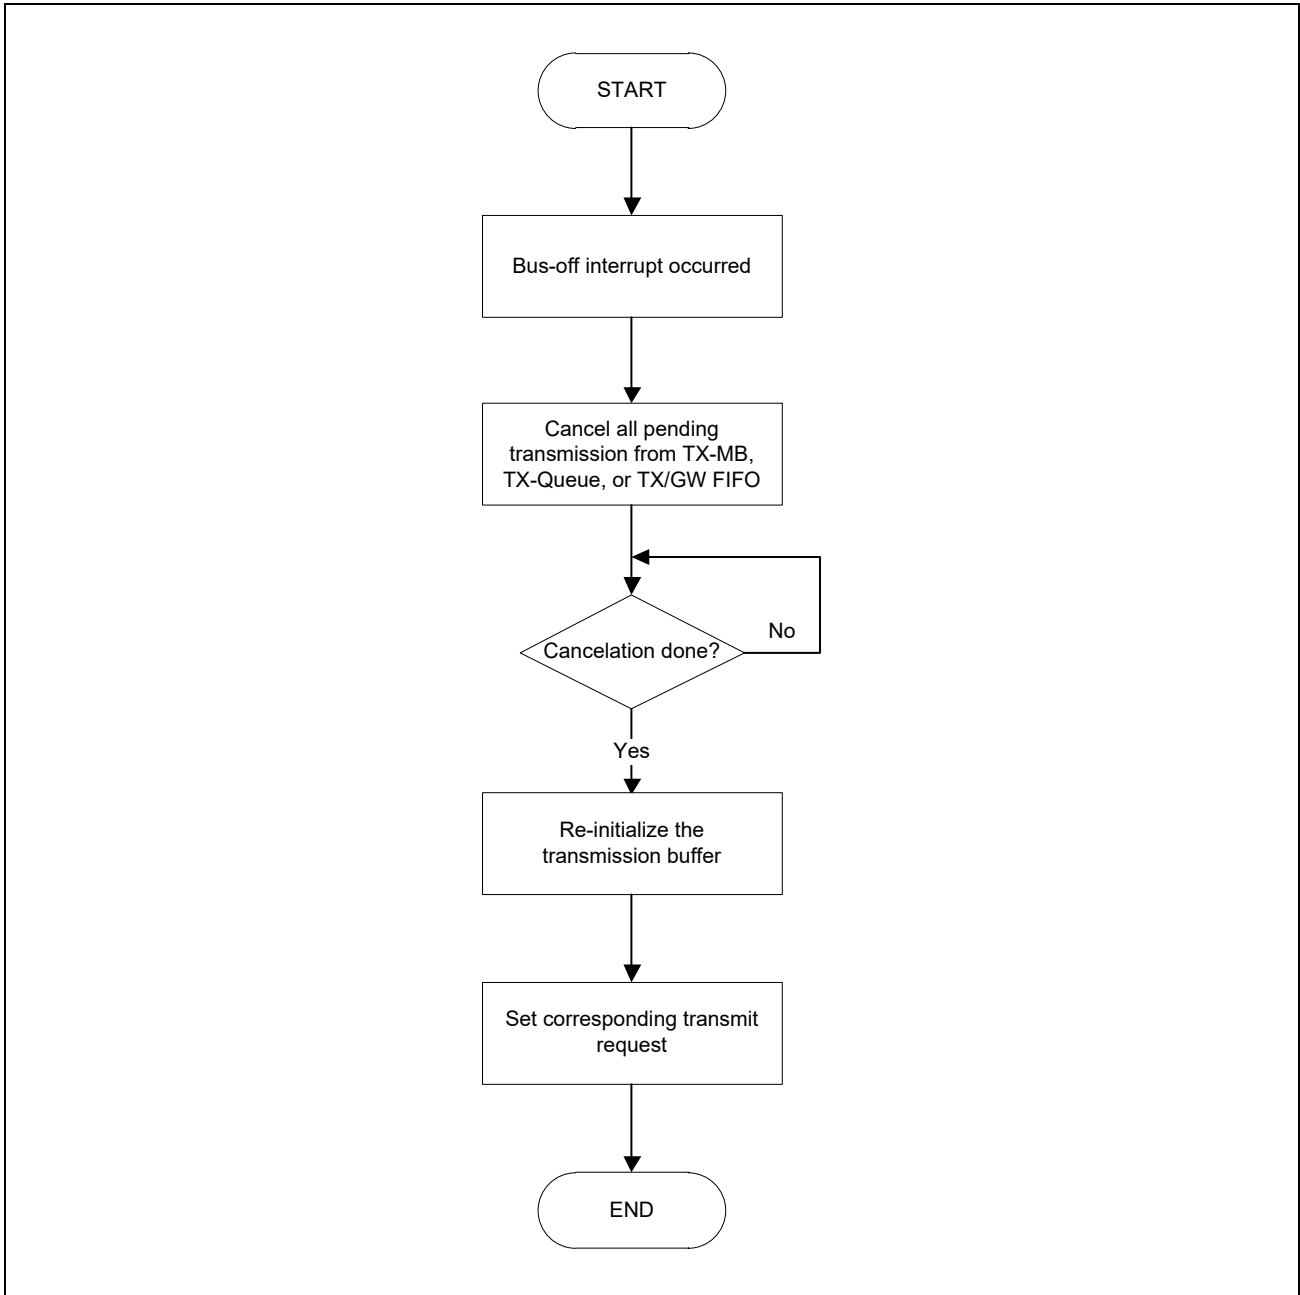 START
Bus-off interrupt occurred
Cancel all pending
transmission from TX-MB,
TX-Queue, or TX/GW FIFO
No
Cancelation done?
Yes
Re-initialize the
transmission buffer
Set corresponding transmit
request
END